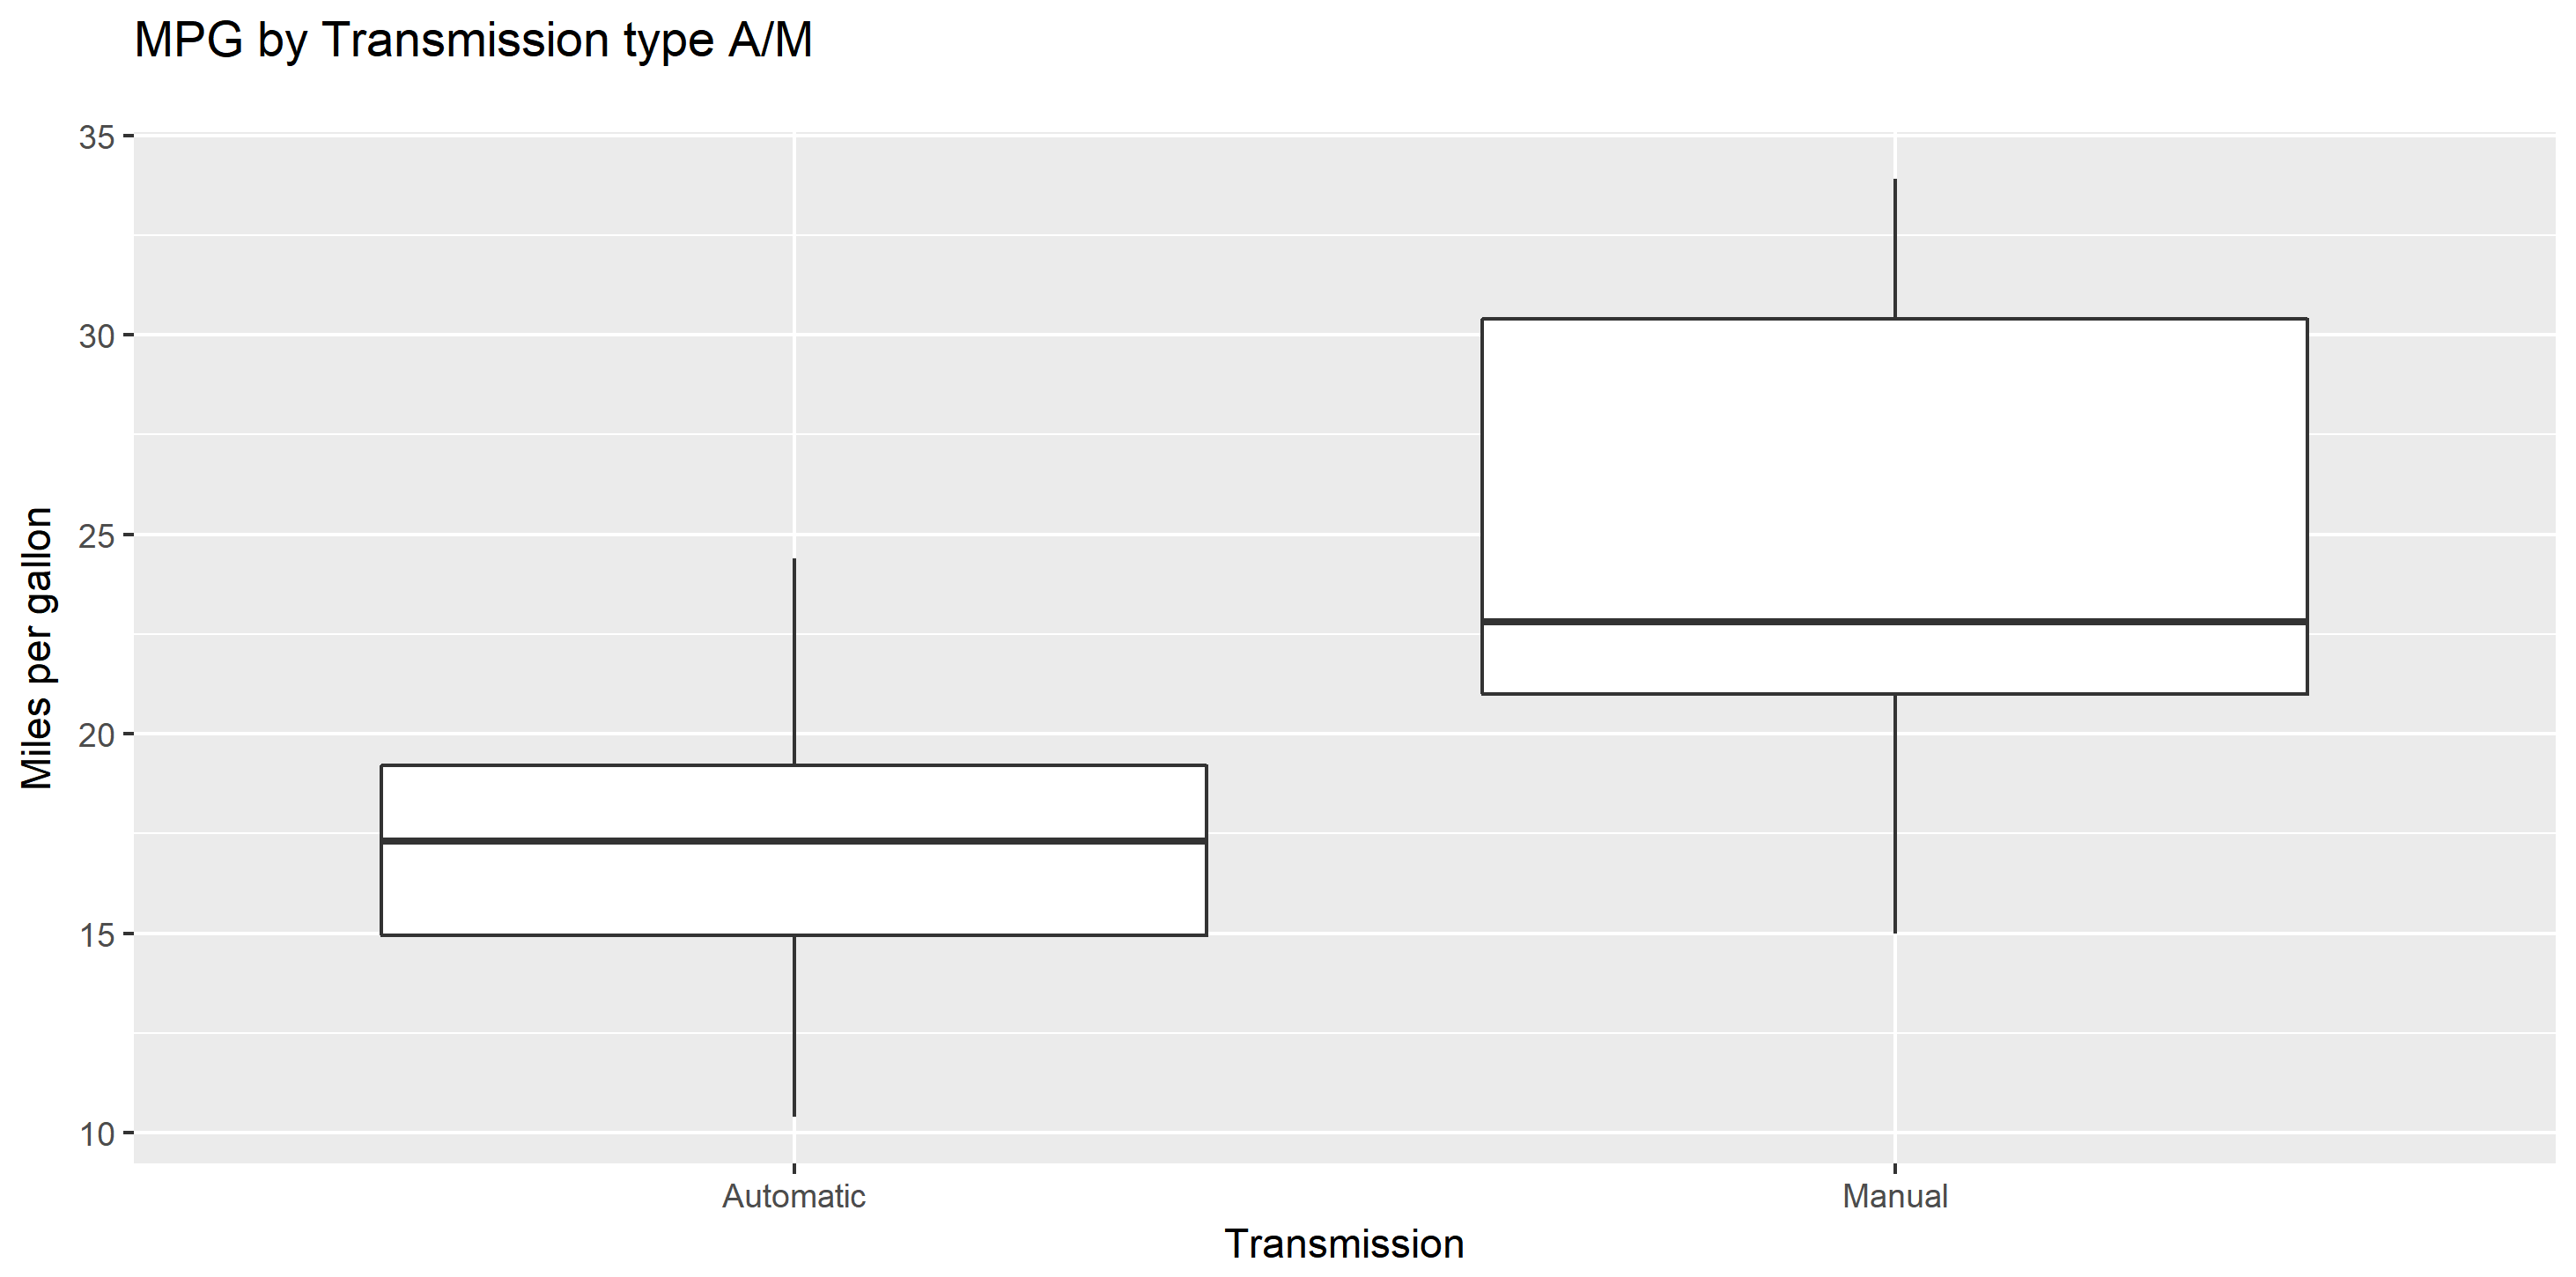 MPG by Transmission type A/M
Miles per gallon
35
30
25
20
15
10
Automatic
Manual
Transmission